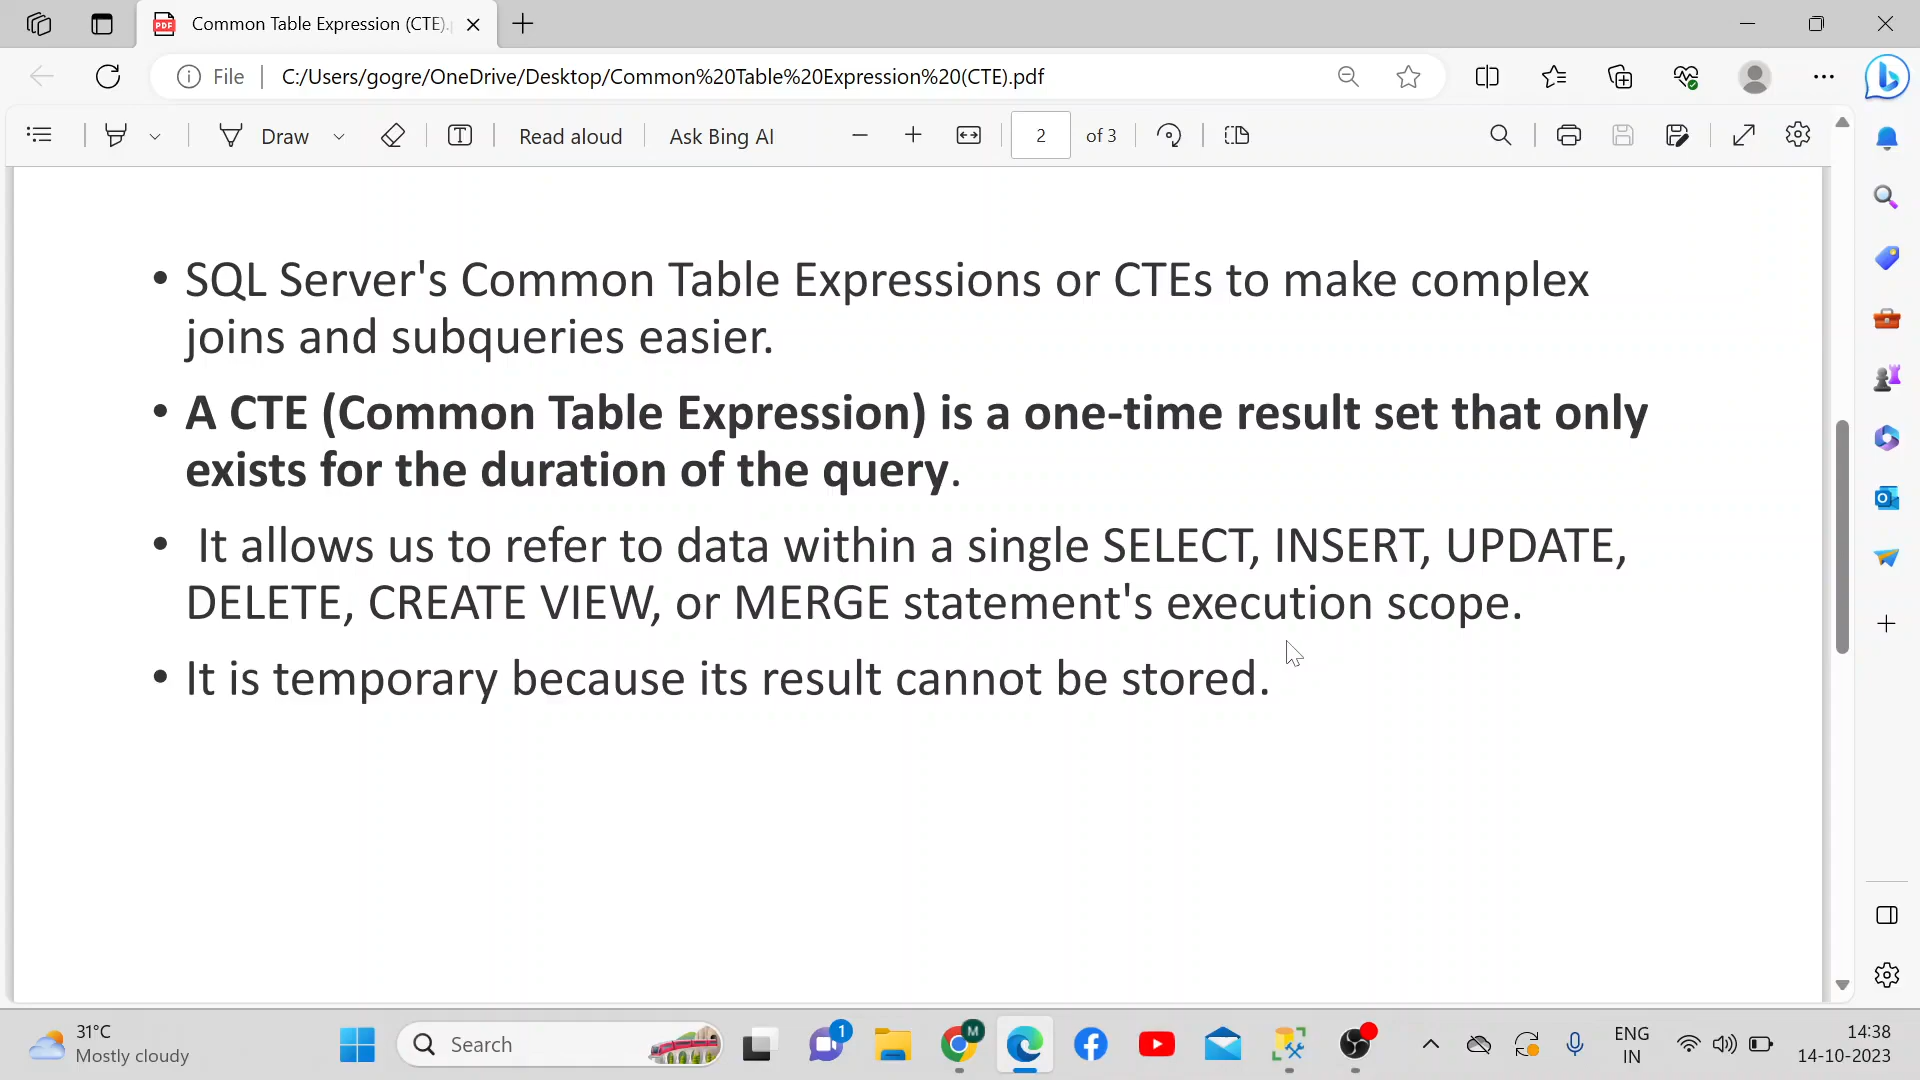 Common Table Expression (CTE).
File
C:/Users/gogre/OneDrive/Desktop/Common%20Table%20Expression%20(CTE).pdf
Draw
Read aloud
Ask Bing AI
2
of 3
• SQL Server's Common Table Expressions or CTEs to make complex
joins and subqueries easier.
• A CTE (Common Table Expression) is a one-time result set that only
exists for the duration of the query.
• It allows us to refer to data within a single SELECT, INSERT, UPDATE,
DELETE, CREATE VIEW, or MERGE statement's execution scope.
• It is temporary because its result cannot be stored.
31°C
Mostly cloudy
Search
1
M
ENG
IN
14:38
14-10-2023